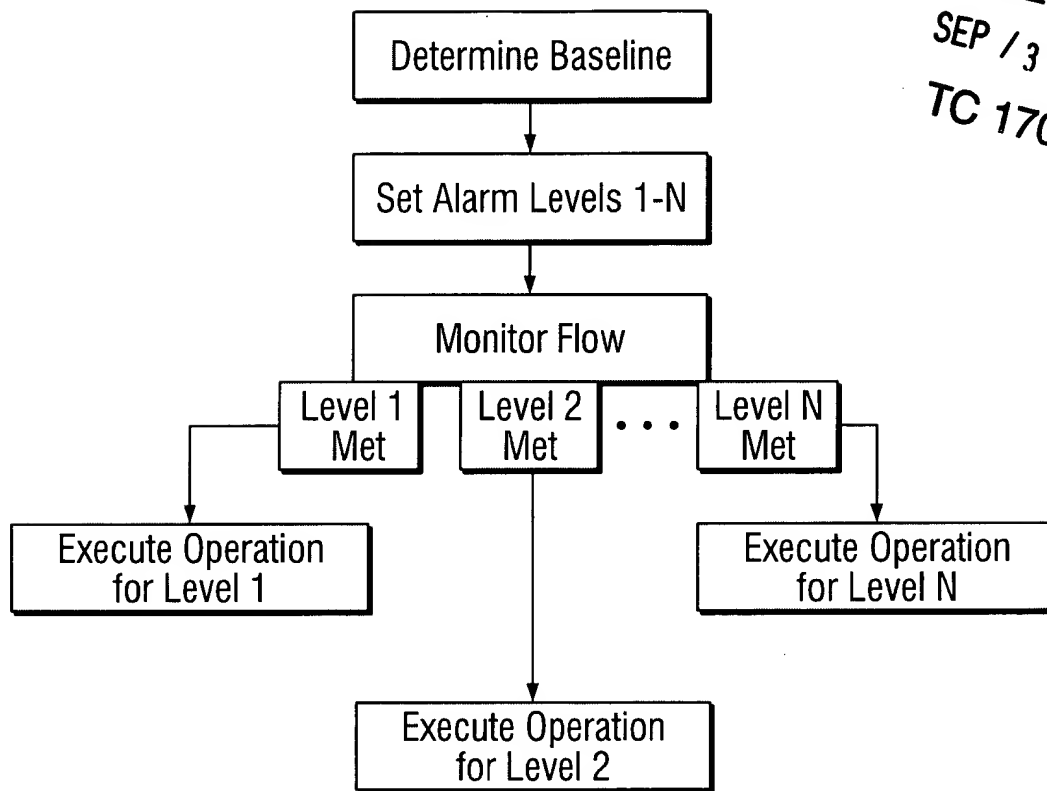 SEP / 3
TC 170
Determine Baseline
Set Alarm Levels 1-N
Monitor Flow
Level 1
Met
Level 2
Met
• • •
Level N
Met
Execute Operation
for Level 1
Execute Operation
for Level N
Execute Operation
for Level 2